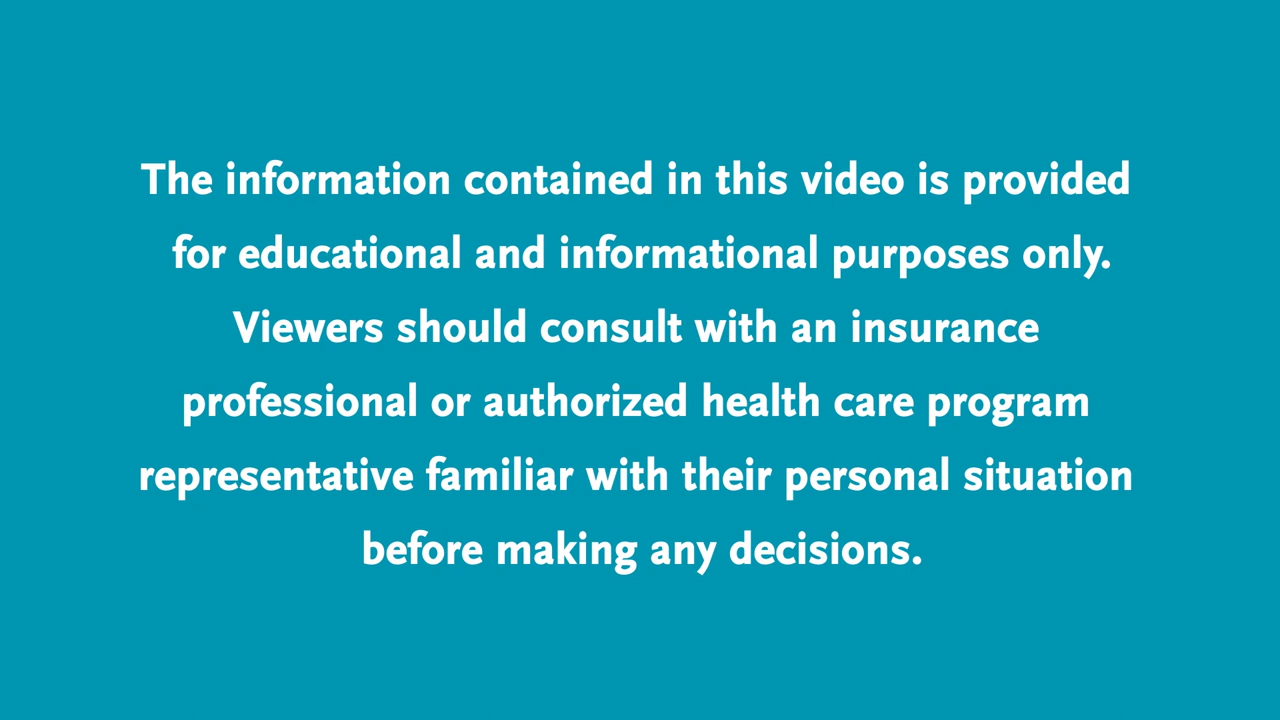 The information contained in this video is provided
for educational and informational purposes only.
Viewers should consult with an insurance
professional or authorized health care program
representative familiar with their personal situation
before making any decisions.